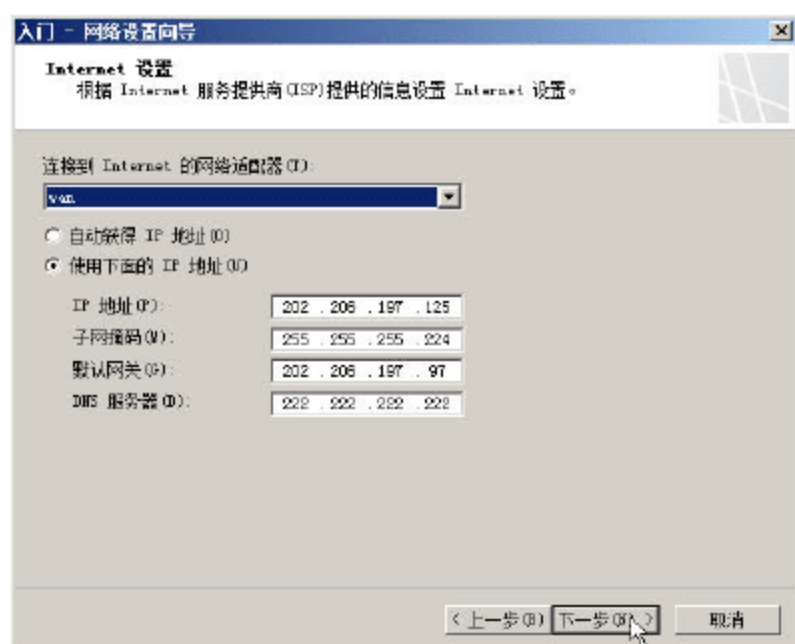 入门 - 网络设置向导
Internet 设置
根据 Internet 服务提供商(ISP)提供的信息设置 Internet 设置。
连接到 Internet 的网络适配器(T):
wan
自动获得 IP 地址(O)
使用下面的 IP 地址(U)
IP 地址(P): 202 . 206 . 197 . 125
子网掩码(M): 255 . 255 . 255 . 224
默认网关(G): 202 . 206 . 197 . 97
DNS 服务器(D): 222 . 222 . 222 . 222
< 上一步(B) 下一步(N) > 取消